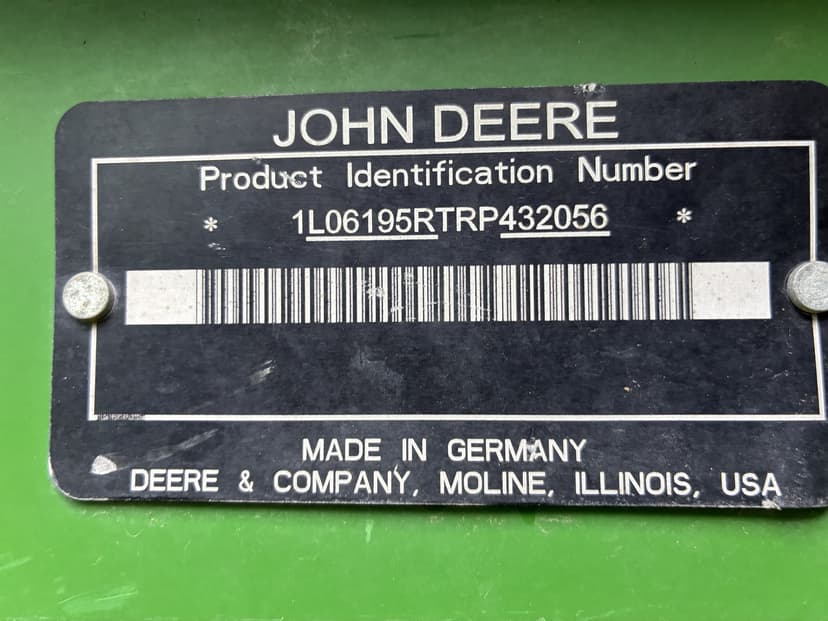 JOHN DEERE
Product Identification Number
* 1L06195RTRP432056 *
MADE IN GERMANY
DEERE & COMPANY, MOLINE, ILLINOIS, USA